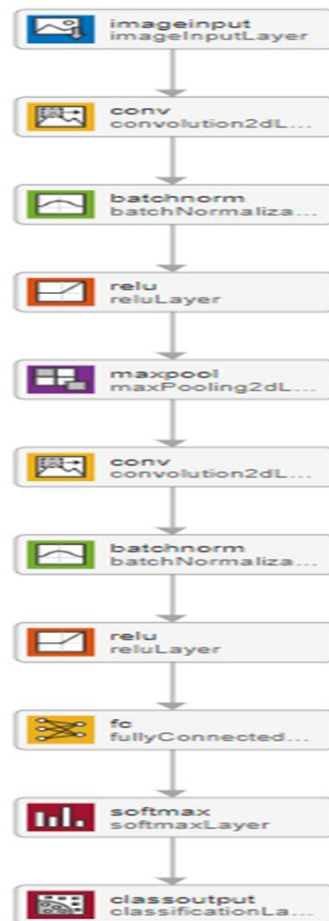 imageinput
imageInputLayer
conv
convolution2dL...
batchnorm
batchNormaliza...
relu
reluLayer
maxpool
maxPooling2dL...
conv
convolution2dL...
batchnorm
batchNormaliza...
relu
reluLayer
fc
fullyConnected...
softmax
softmaxLayer
classoutput
classificationLa...